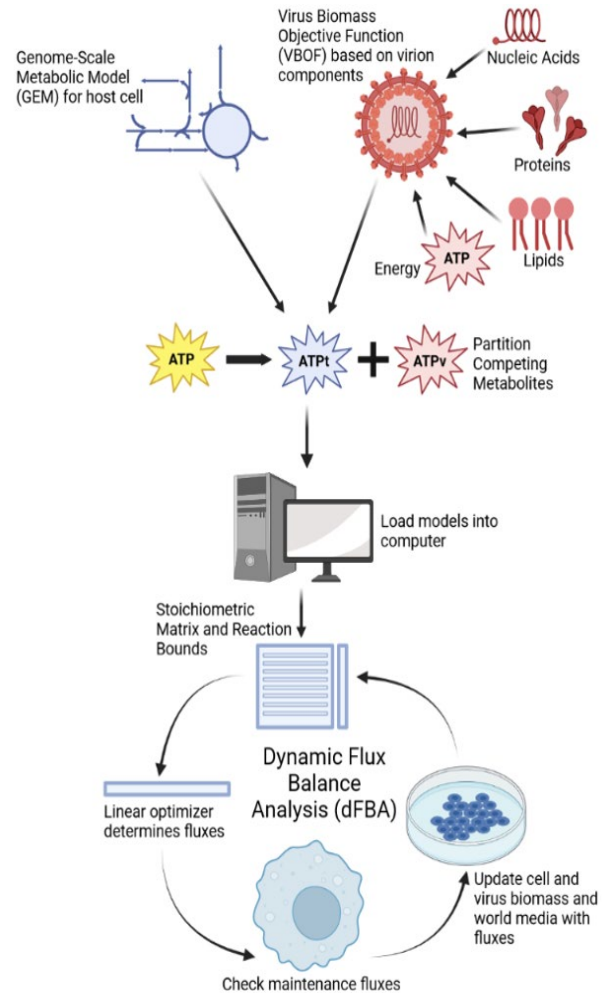 Genome-Scale
Metabolic Model
(GEM) for host cell
Virus Biomass
Objective Function
(VBOF) based on virion
components
Nucleic Acids
Proteins
Lipids
Energy
ATP
ATP
ATPt
ATPv
Partition
Competing
Metabolites
Load models into
computer
Stoichiometric
Matrix and Reaction
Bounds
Dynamic Flux
Balance
Analysis (dFBA)
Linear optimizer
determines fluxes
Update cell and
virus biomass and
world media with
fluxes
Check maintenance fluxes